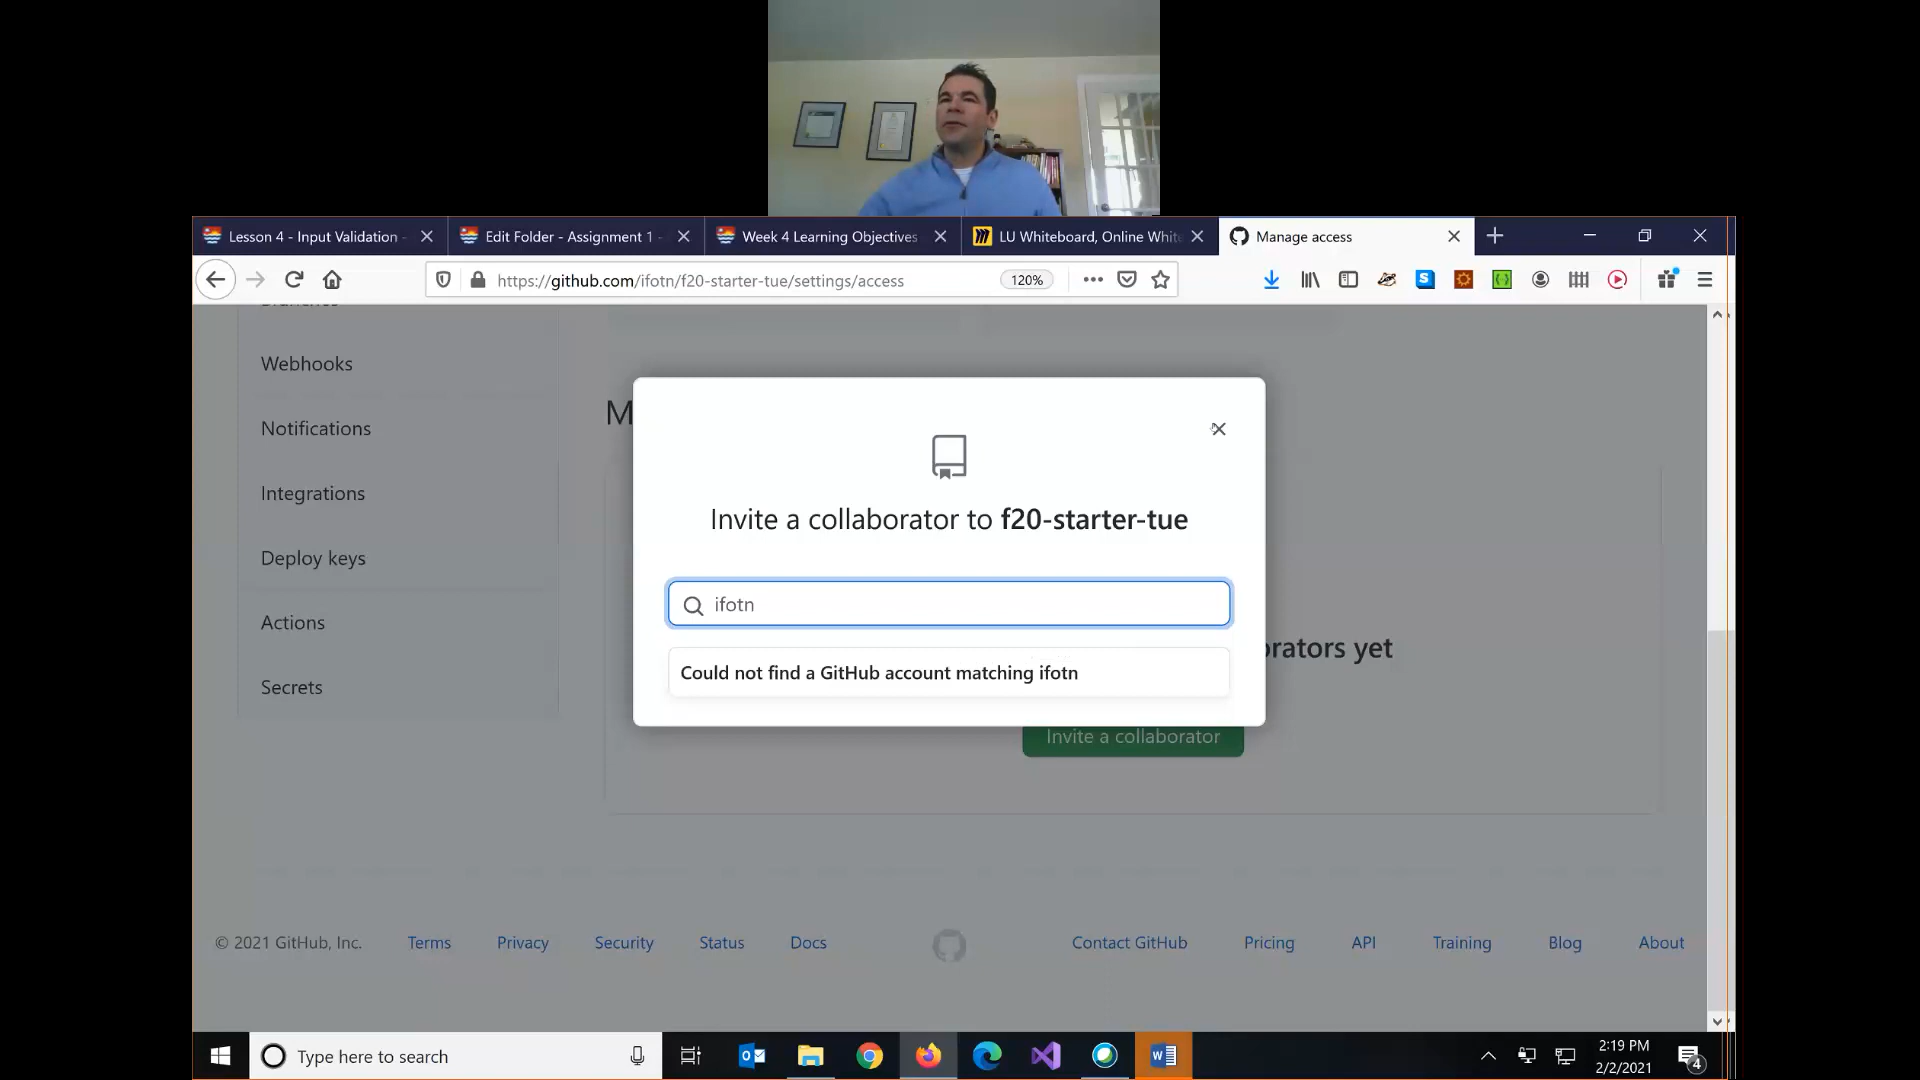 Lesson 4 - Input Validation -
Edit Folder - Assignment 1 -
Week 4 Learning Objectives
LU Whiteboard, Online White
Manage access
https://github.com/ifotn/f20-starter-tue/settings/access
120%
Webhooks
Notifications
Integrations
Deploy keys
Actions
Secrets
M
Invite a collaborator to f20-starter-tue
ifotn
Could not find a GitHub account matching ifotn
orators yet
Invite a collaborator
© 2021 GitHub, Inc.
Terms
Privacy
Security
Status
Docs
Contact GitHub
Pricing
API
Training
Blog
About
Type here to search
2:19 PM
2/2/2021
4